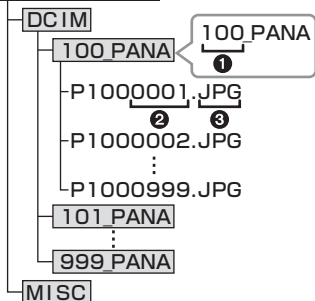 DCIM
100_PANA
100_PANA
❶
P1000001.JPG
❷ ❸
P1000002.JPG
P1000999.JPG
101_PANA
999_PANA
MISC